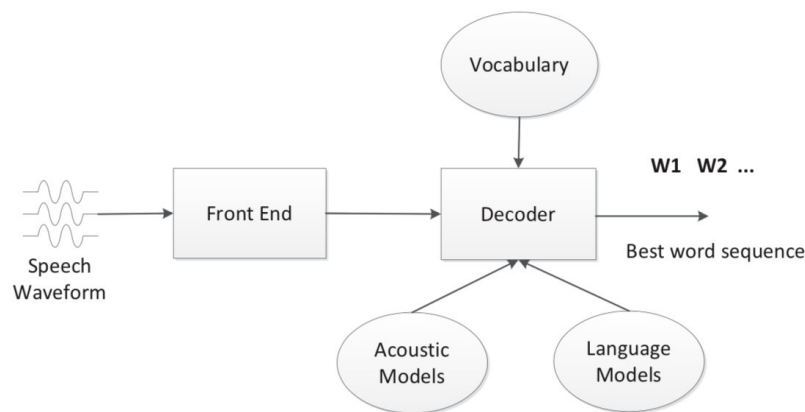 Vocabulary
W1 W2 ...
Front End
Decoder
Best word sequence
Speech
Waveform
Acoustic
Models
Language
Models